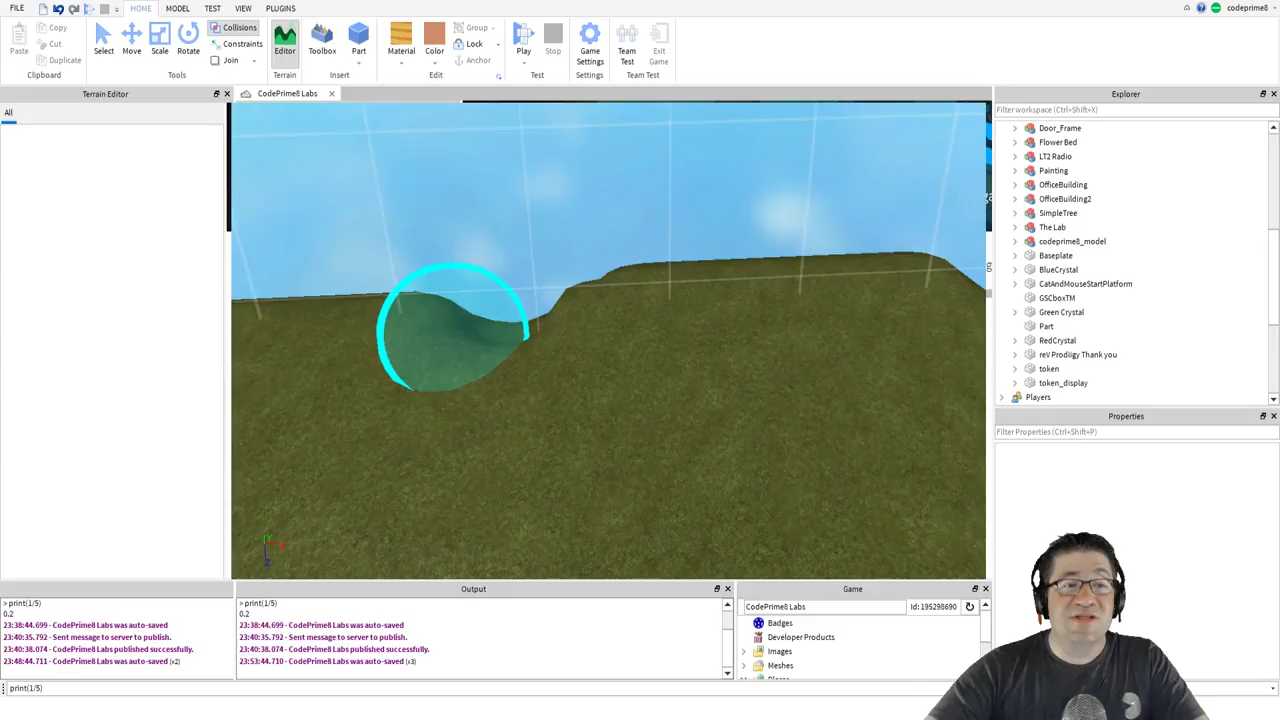 FILE HOME MODEL TEST VIEW PLUGINS codeprime8
Paste Copy Cut Duplicate Clipboard
Select Move Scale Rotate Collisions Constraints Join Tools
Editor Terrain
Toolbox Part Insert
Material Color Group Lock Anchor Edit
Play Stop Test
Game Settings Settings
Team Test Exit Game Team Test
Terrain Editor
All
CodePrime8 Labs
Explorer
Filter workspace (Ctrl+Shift+X)
Door_Frame
Flower Bed
LT2 Radio
Painting
OfficeBuilding
OfficeBuilding2
SimpleTree
The Lab
codeprime8_model
Baseplate
BlueCrystal
CatAndMouseStartPlatform
GSCboxTM
Green Crystal
Part
RedCrystal
reV Prodiigy Thank you
token
token_display
Players
Properties
Filter Properties (Ctrl+Shift+P)
> print(1/5)
0.2
23:38:44.699 - CodePrime8 Labs was auto-saved
23:40:35.792 - Sent message to server to publish.
23:40:38.074 - CodePrime8 Labs published successfully.
23:48:44.711 - CodePrime8 Labs was auto-saved (x2)
Output
> print(1/5)
0.2
23:38:44.699 - CodePrime8 Labs was auto-saved
23:40:35.792 - Sent message to server to publish.
23:40:38.074 - CodePrime8 Labs published successfully.
23:53:44.710 - CodePrime8 Labs was auto-saved (x3)
Game
CodePrime8 Labs Id: 195298690
Badges
Developer Products
Images
Meshes
print(1/5)